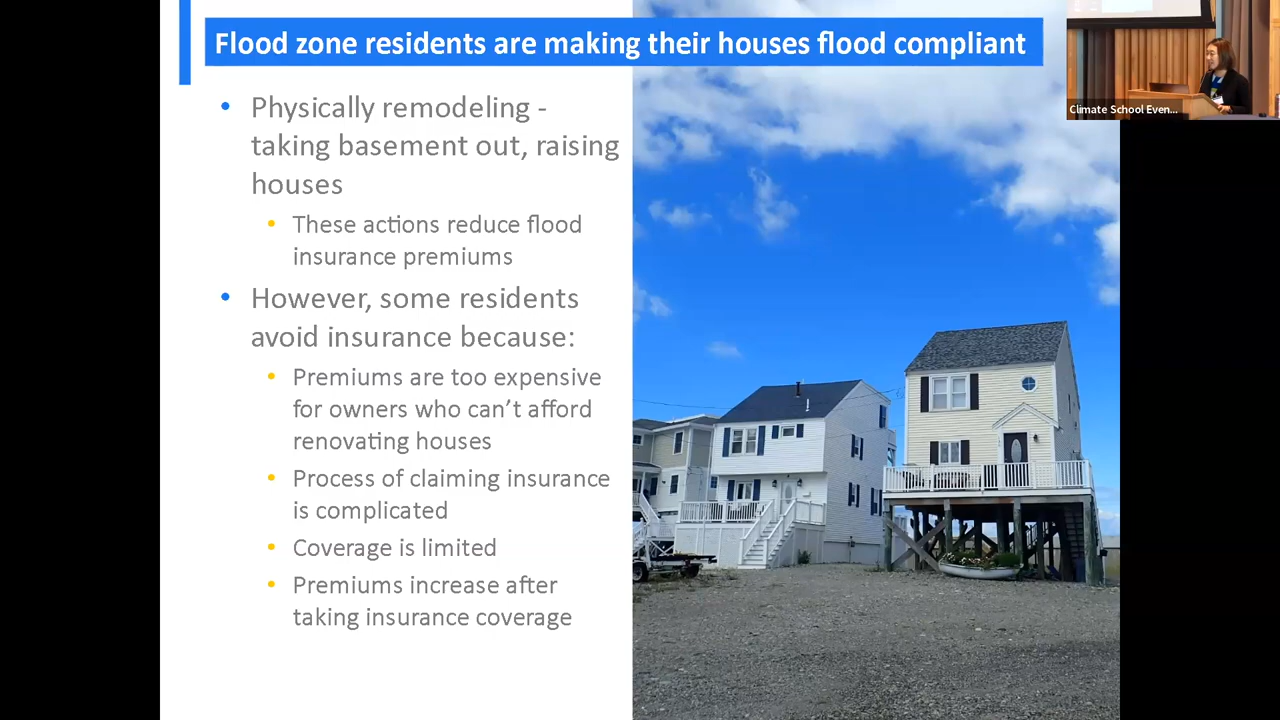 Flood zone residents are making their houses flood compliant
Climate School Even...
• Physically remodeling -
taking basement out, raising
houses
• These actions reduce flood
insurance premiums
• However, some residents
avoid insurance because:
• Premiums are too expensive
for owners who can’t afford
renovating houses
• Process of claiming insurance
is complicated
• Coverage is limited
• Premiums increase after
taking insurance coverage